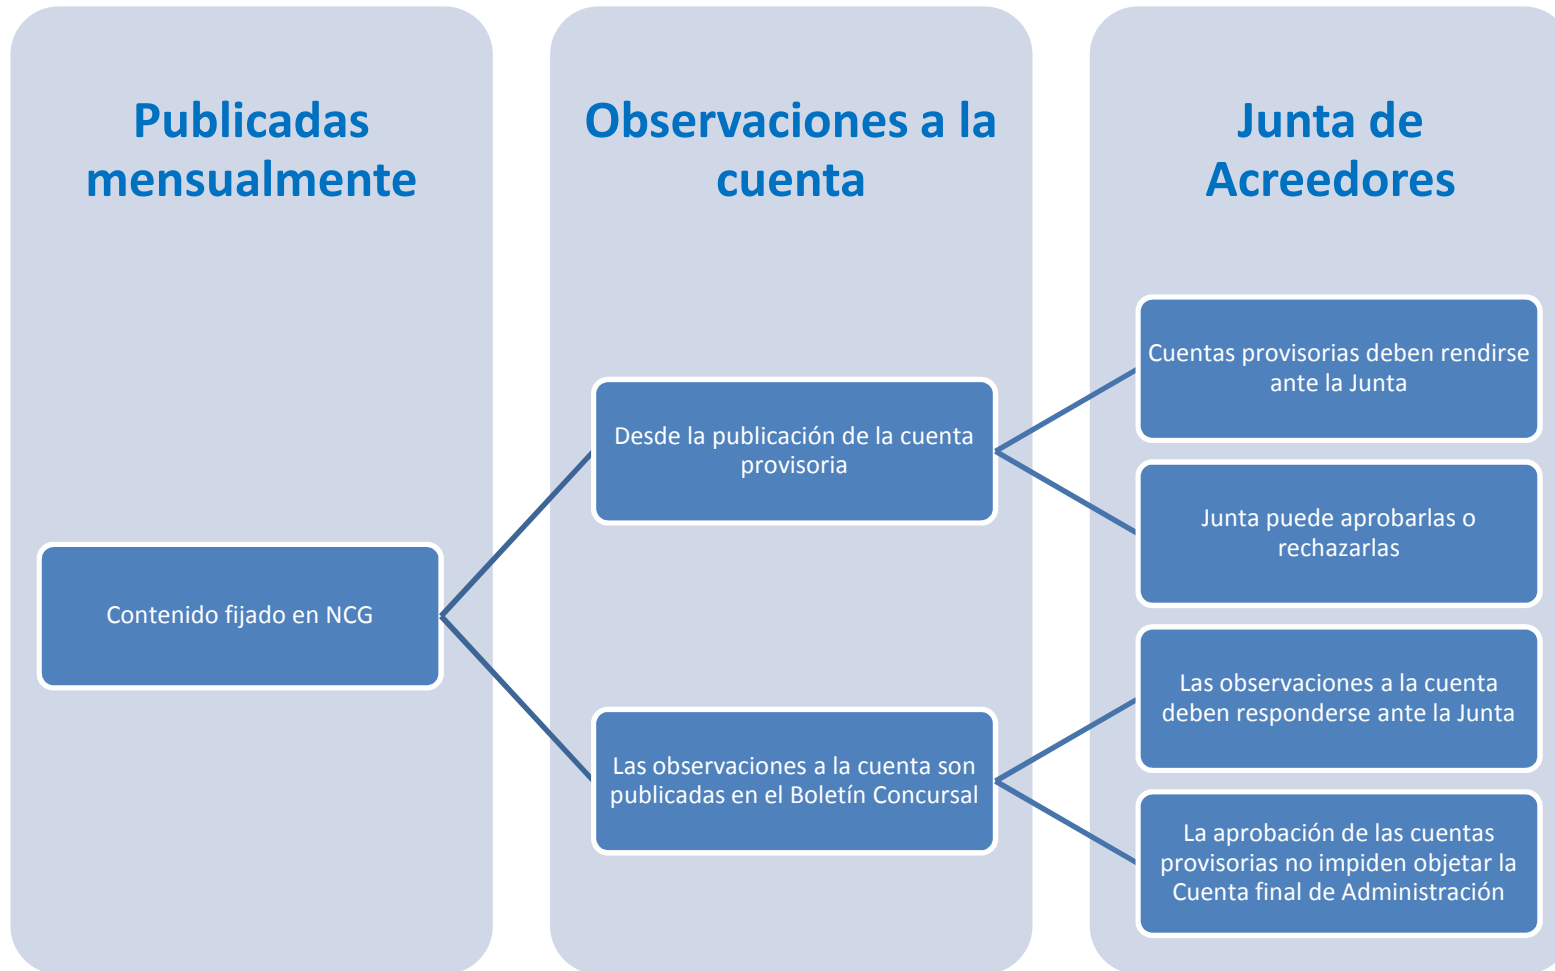 Publicadas
mensualmente
Observaciones a la
cuenta
Junta de
Acreedores
Contenido fijado en NCG
Desde la publicación de la cuenta
provisoria
Las observaciones a la cuenta son
publicadas en el Boletín Concursal
Cuentas provisorias deben rendirse
ante la Junta
Junta puede aprobarlas o
rechazarlas
Las observaciones a la cuenta
deben responderse ante la Junta
La aprobación de las cuentas
provisorias no impiden objetar la
Cuenta final de Administración